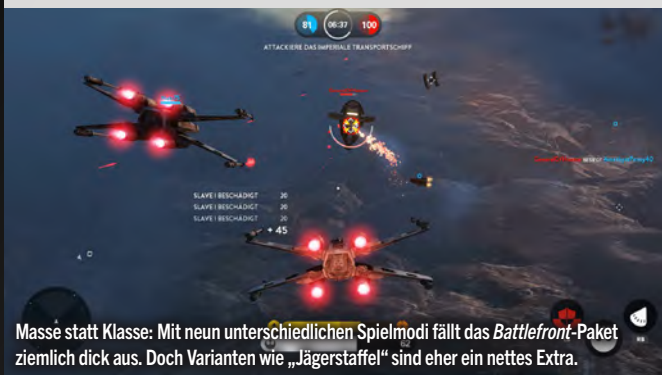 81 06:37 100
ATTACKIERE DAS IMPERIALE TRANSPORTSCHIFF
SLAVE I BESCHÄDIGT 20
SLAVE I BESCHÄDIGT 20
SLAVE I BESCHÄDIGT 20
+ 45
Masse statt Klasse: Mit neun unterschiedlichen Spielmodi fällt das Battlefront-Paket
ziemlich dick aus. Doch Varianten wie „Jägerstaffel“ sind eher ein nettes Extra.